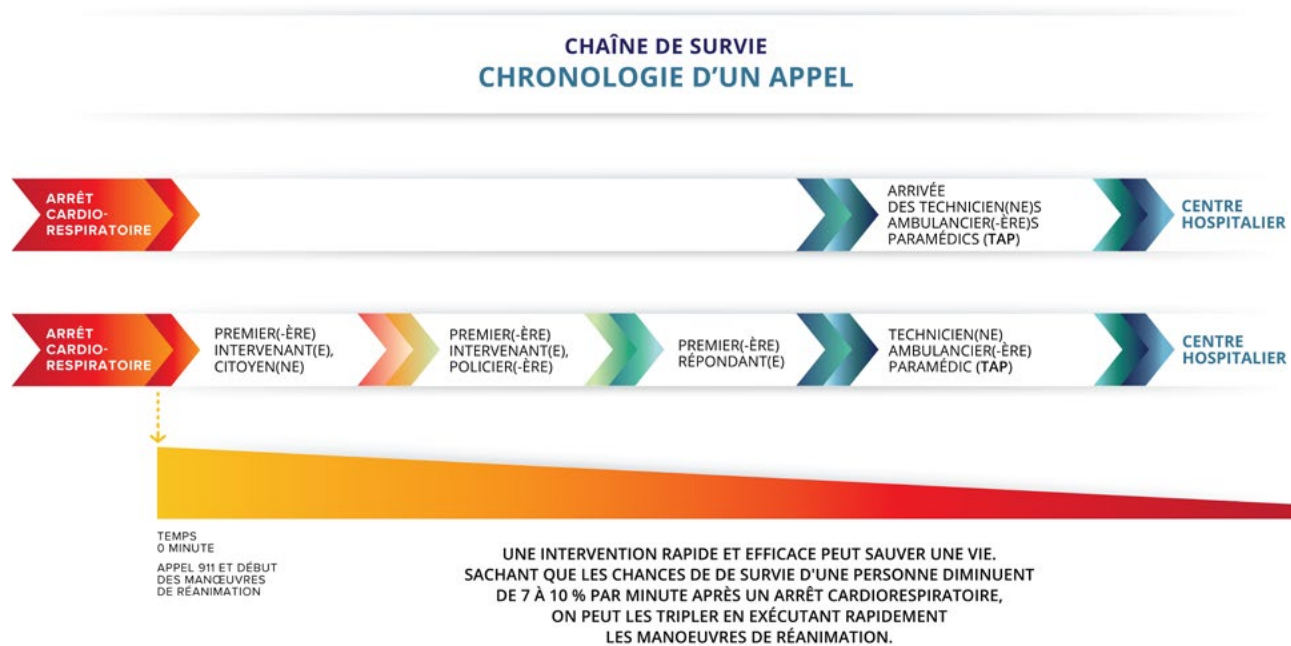 CHAÎNE DE SURVIE
CHRONOLOGIE D'UN APPEL
ARRÊT
CARDIO-
RESPIRATOIRE
ARRIVÉE
DES TECHNICIEN(NE)S
AMBULANCIER(-ÈRE)S
PARAMÉDICS (TAP)
CENTRE
HOSPITALIER
ARRÊT
CARDIO-
RESPIRATOIRE
PREMIER(-ÈRE)
INTERVENANT(E),
CITOYEN(NE)
PREMIER(-ÈRE)
INTERVENANT(E),
POLICIER(-ÈRE)
PREMIER(-ÈRE)
RÉPONDANT(E)
TECHNICIEN(NE)
AMBULANCIER(-ÈRE)
PARAMÉDIC (TAP)
CENTRE
HOSPITALIER
TEMPS
0 MINUTE
APPEL 911 ET DÉBUT
DES MANŒUVRES
DE RÉANIMATION
UNE INTERVENTION RAPIDE ET EFFICACE PEUT SAUVER UNE VIE.
SACHANT QUE LES CHANCES DE DE SURVIE D'UNE PERSONNE DIMINUENT
DE 7 À 10 % PAR MINUTE APRÈS UN ARRÊT CARDIORESPIRATOIRE,
ON PEUT LES TRIPLER EN EXÉCUTANT RAPIDEMENT
LES MANOEUVRES DE RÉANIMATION.